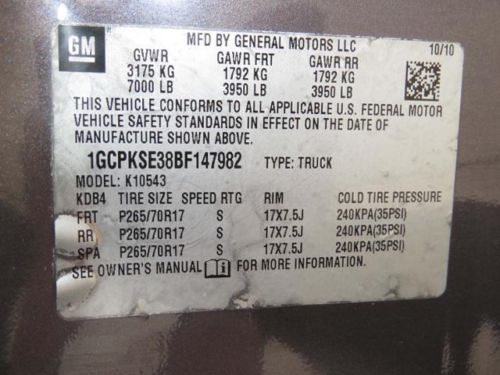 GM
MFD BY GENERAL MOTORS LLC 10/10
GVWR GAWR FRT GAWR RR
3175 KG 1792 KG 1792 KG
7000 LB 3950 LB 3950 LB
THIS VEHICLE CONFORMS TO ALL APPLICABLE U.S. FEDERAL MOTOR
VEHICLE SAFETY STANDARDS IN EFFECT ON THE DATE OF
MANUFACTURE SHOWN ABOVE.
1GCPKSE38BF147982 TYPE: TRUCK
MODEL: K10543
KDB4 TIRE SIZE SPEED RTG RIM COLD TIRE PRESSURE
FRT P265/70R17 S 17X7.5J 240KPA(35PSI)
RR P265/70R17 S 17X7.5J 240KPA(35PSI)
SPA P265/70R17 S 17X7.5J 240KPA(35PSI)
SEE OWNER'S MANUAL FOR MORE INFORMATION.